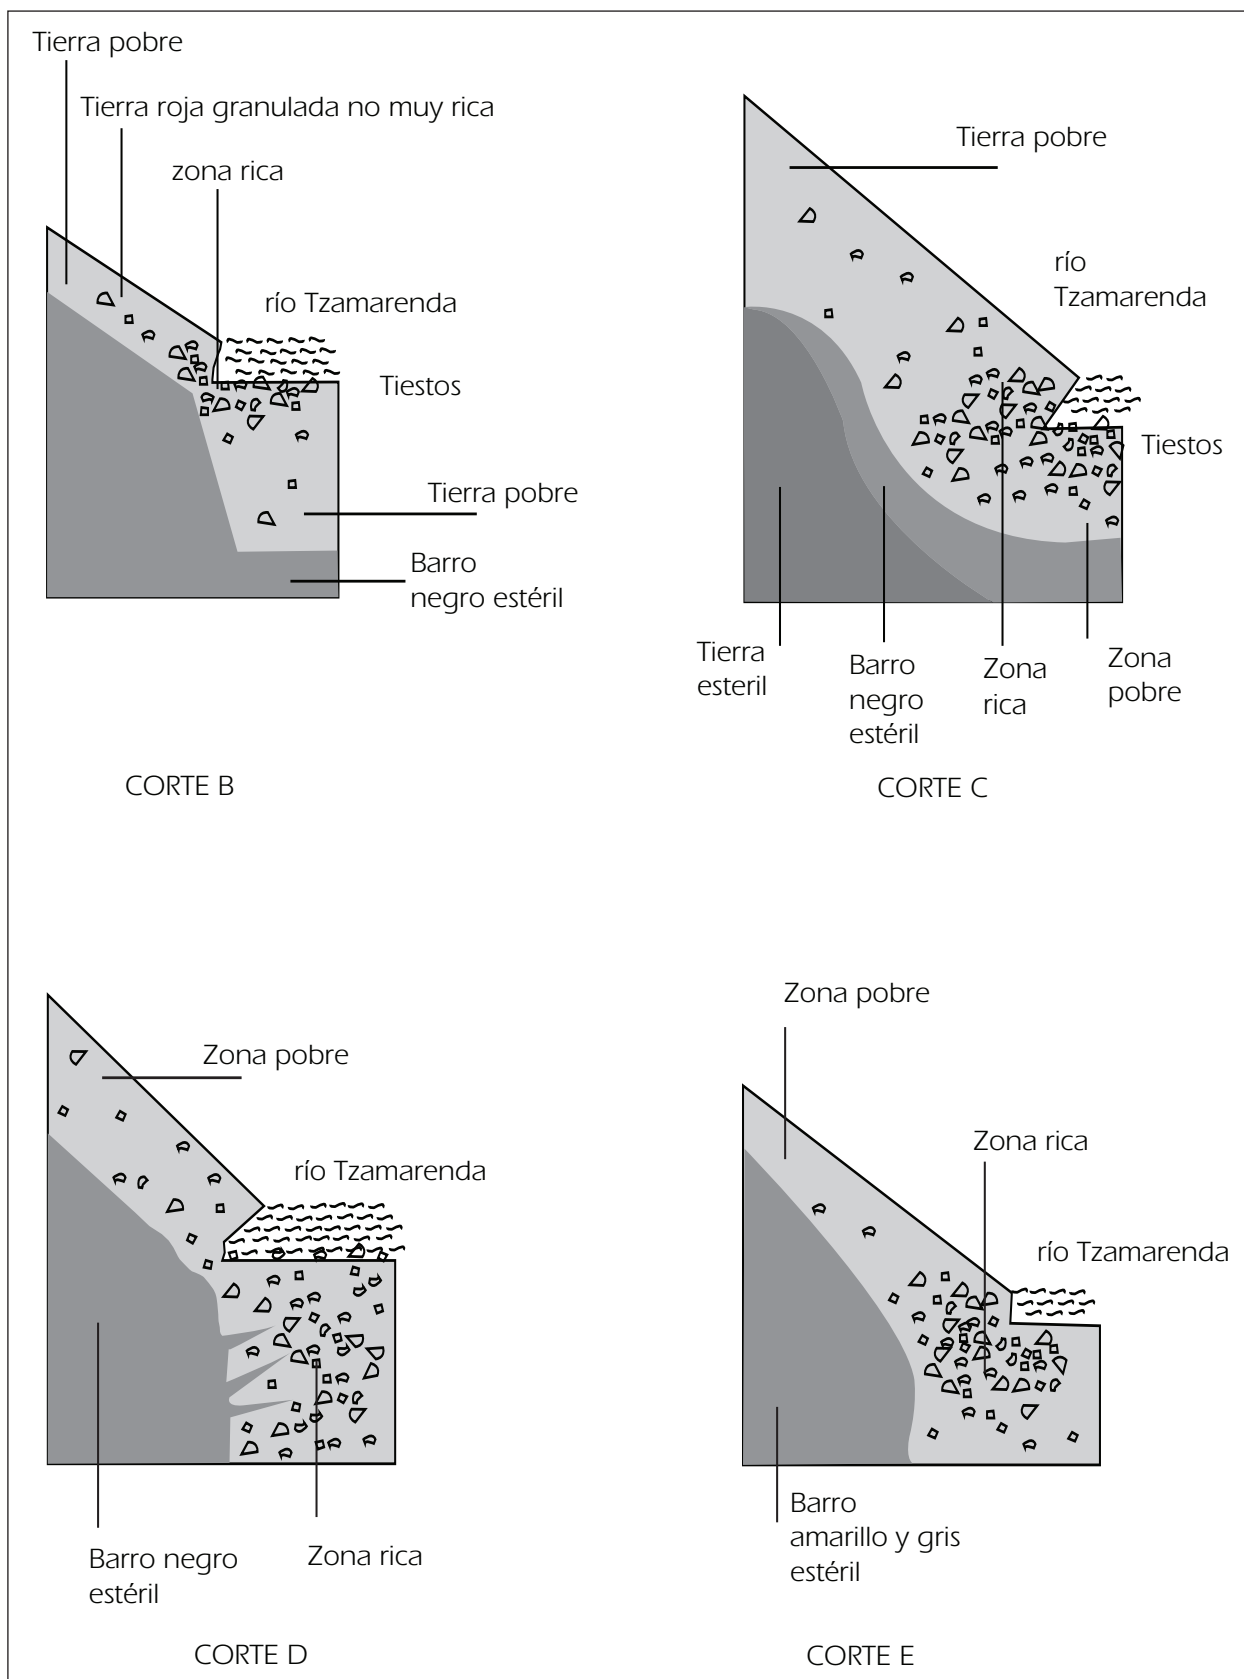 Tierra pobre
Tierra roja granulada no muy rica
zona rica
río Tzamarenda
Tiestos
Tierra pobre
Barro
negro estéril
CORTE B
Tierra pobre
río
Tzamarenda
Tiestos
Tierra
esteril
Barro
negro
estéril
Zona
rica
Zona
pobre
CORTE C
Zona pobre
río Tzamarenda
Barro negro
estéril
Zona rica
CORTE D
Zona pobre
Zona rica
río Tzamarenda
Barro
amarillo y gris
estéril
CORTE E